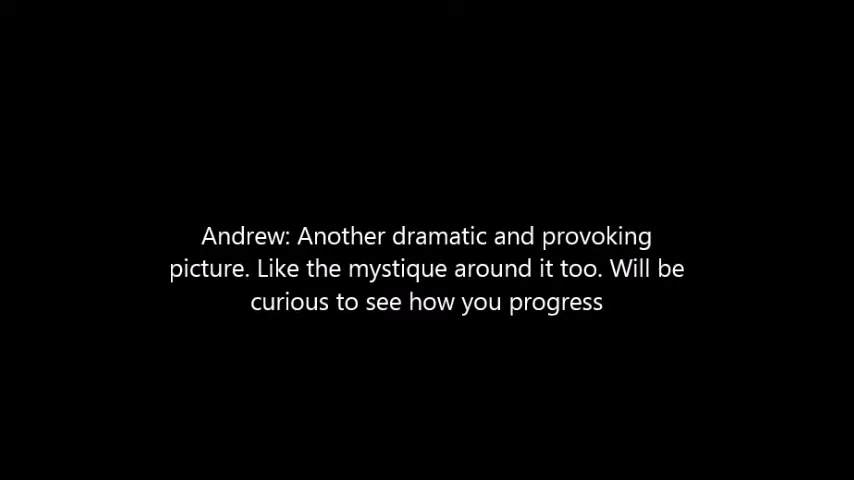 Andrew: Another dramatic and provoking
picture. Like the mystique around it too. Will be
curious to see how you progress